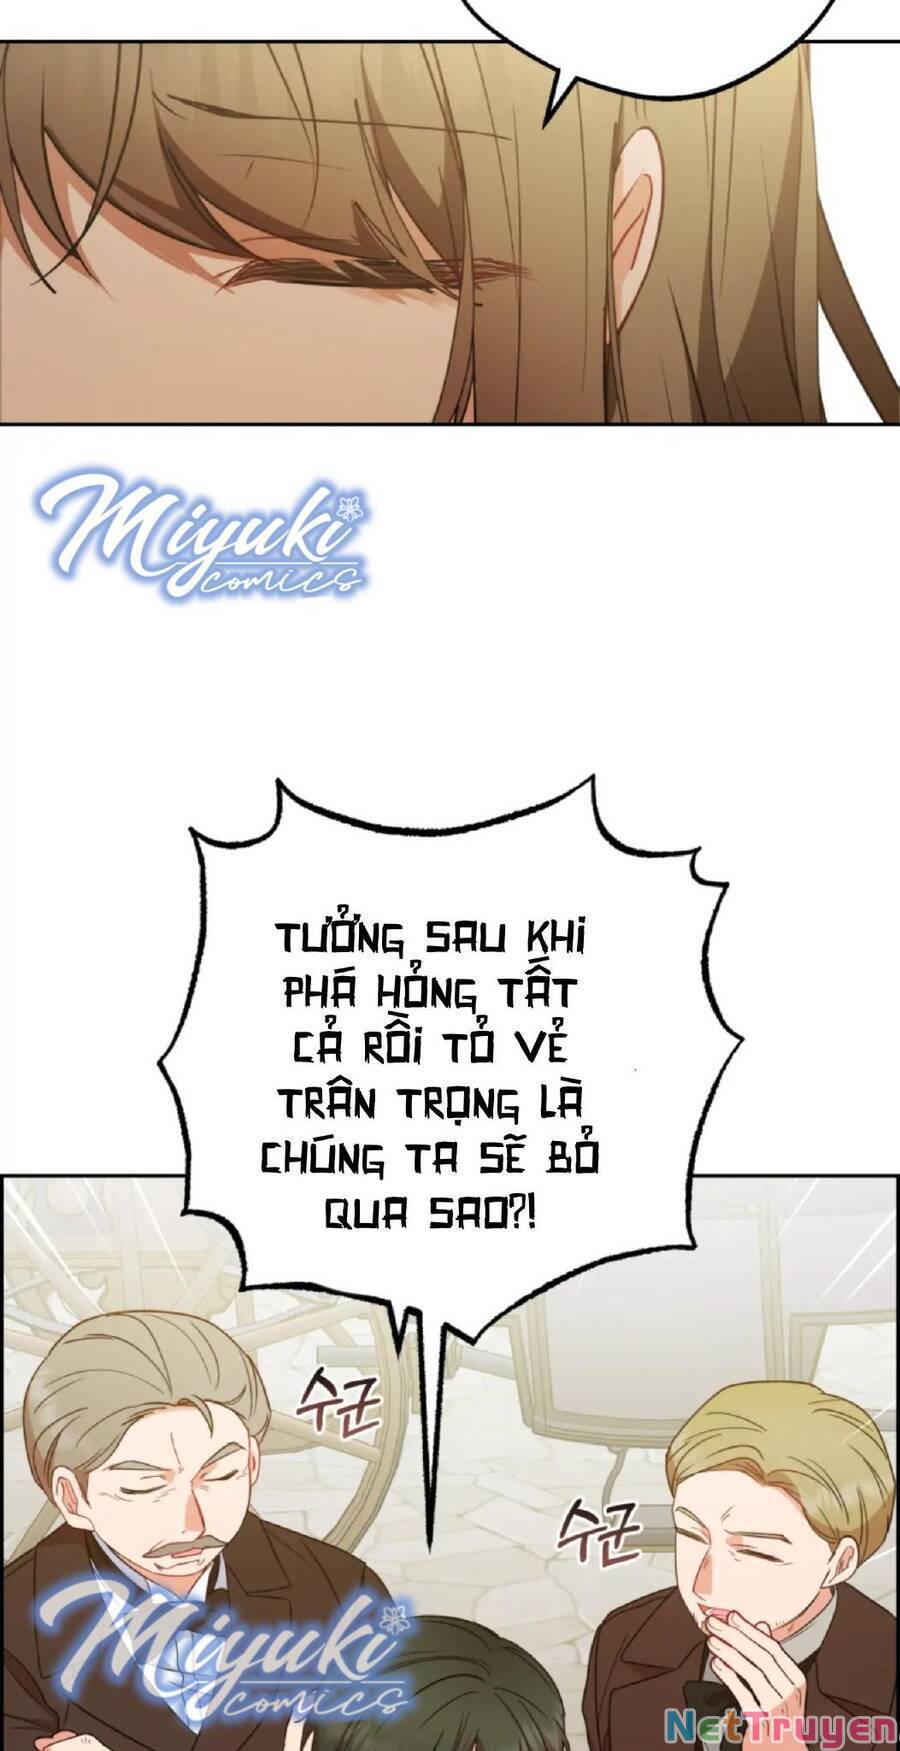 Miyuki
comics
TƯỞNG SAU KHI
PHÁ HỎNG TẤT
CẢ RỒI TỎ VẺ
TRÂN TRỌNG LÀ
CHÚNG TA SẼ BỎ
QUA SAO?!
수군
수군
Miyuki
comics
NetTruyen